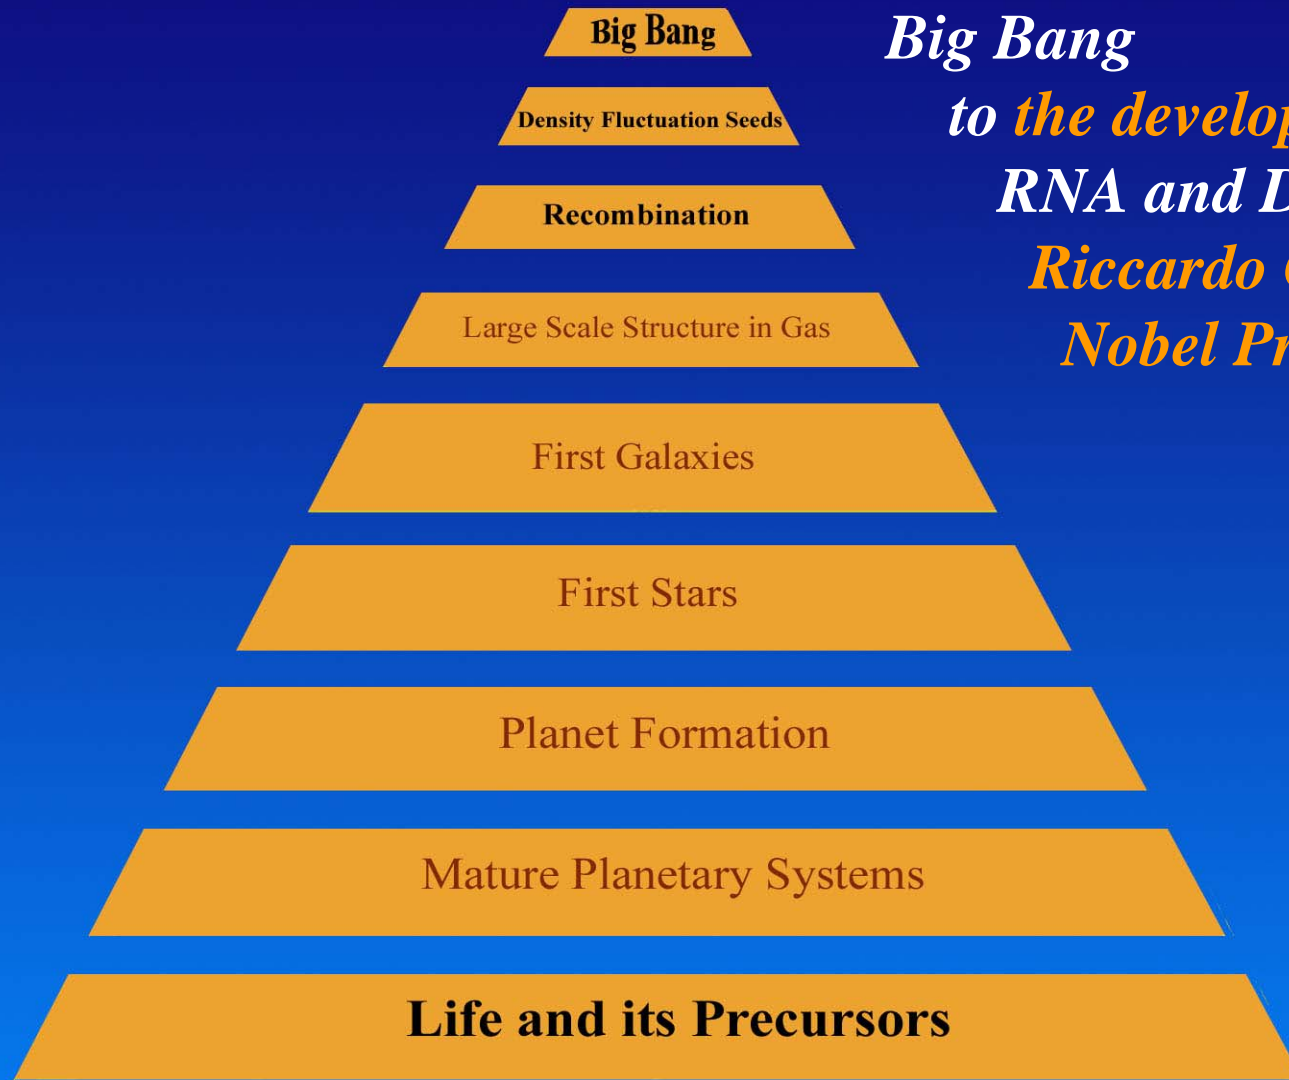 Big Bang
Density Fluctuation Seeds
Recombination
Large Scale Structure in Gas
First Galaxies
First Stars
Planet Formation
Mature Planetary Systems
Life and its Precursors
Big Bang
to the
RNA and
Riccardo
Nobel